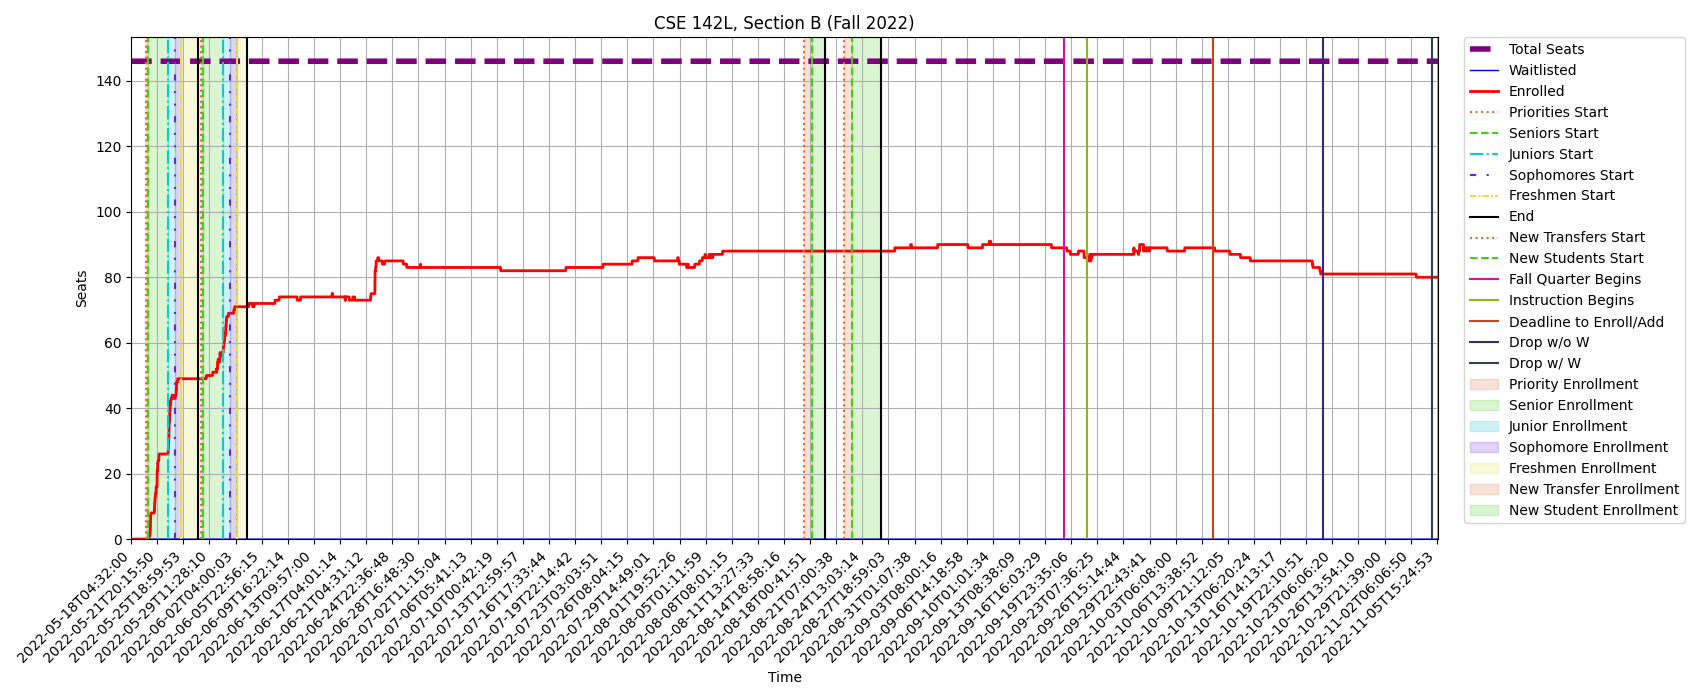 CSE 142L, Section B (Fall 2022)
Seats
140
120
100
80
60
40
20
0
2022-05-18T04:32:00
2022-05-21T20:15:50
2022-05-25T18:59:53
2022-05-29T11:28:10
2022-06-02T04:00:03
2022-06-05T22:56:15
2022-06-09T16:22:14
2022-06-13T09:57:00
2022-06-17T04:01:14
2022-06-21T04:31:12
2022-06-24T22:36:48
2022-06-28T16:48:30
2022-07-02T11:15:04
2022-07-06T05:41:13
2022-07-10T00:42:19
2022-07-13T12:59:57
2022-07-16T17:33:44
2022-07-19T22:14:42
2022-07-23T03:03:51
2022-07-26T08:04:15
2022-07-29T14:49:01
2022-08-01T19:52:26
2022-08-05T01:11:59
2022-08-08T08:01:15
2022-08-11T13:27:33
2022-08-14T18:58:16
2022-08-18T00:41:51
2022-08-21T07:00:38
2022-08-24T13:03:14
2022-08-27T18:59:03
2022-08-31T01:07:38
2022-09-03T08:00:16
2022-09-06T14:18:58
2022-09-10T01:01:34
2022-09-13T08:38:09
2022-09-16T16:03:29
2022-09-19T23:35:06
2022-09-23T07:36:25
2022-09-26T15:14:44
2022-09-29T22:43:41
2022-10-03T06:08:00
2022-10-06T13:38:52
2022-10-09T21:12:05
2022-10-13T06:20:24
2022-10-16T14:13:17
2022-10-19T22:10:51
2022-10-23T06:06:20
2022-10-26T13:54:10
2022-10-29T21:39:00
2022-11-02T06:06:50
2022-11-05T15:24:53
Time
Total Seats
Waitlisted
Enrolled
Priorities Start
Seniors Start
Juniors Start
Sophomores Start
Freshmen Start
End
New Transfers Start
New Students Start
Fall Quarter Begins
Instruction Begins
Deadline to Enroll/Add
Drop w/o W
Drop w/ W
Priority Enrollment
Senior Enrollment
Junior Enrollment
Sophomore Enrollment
Freshmen Enrollment
New Transfer Enrollment
New Student Enrollment